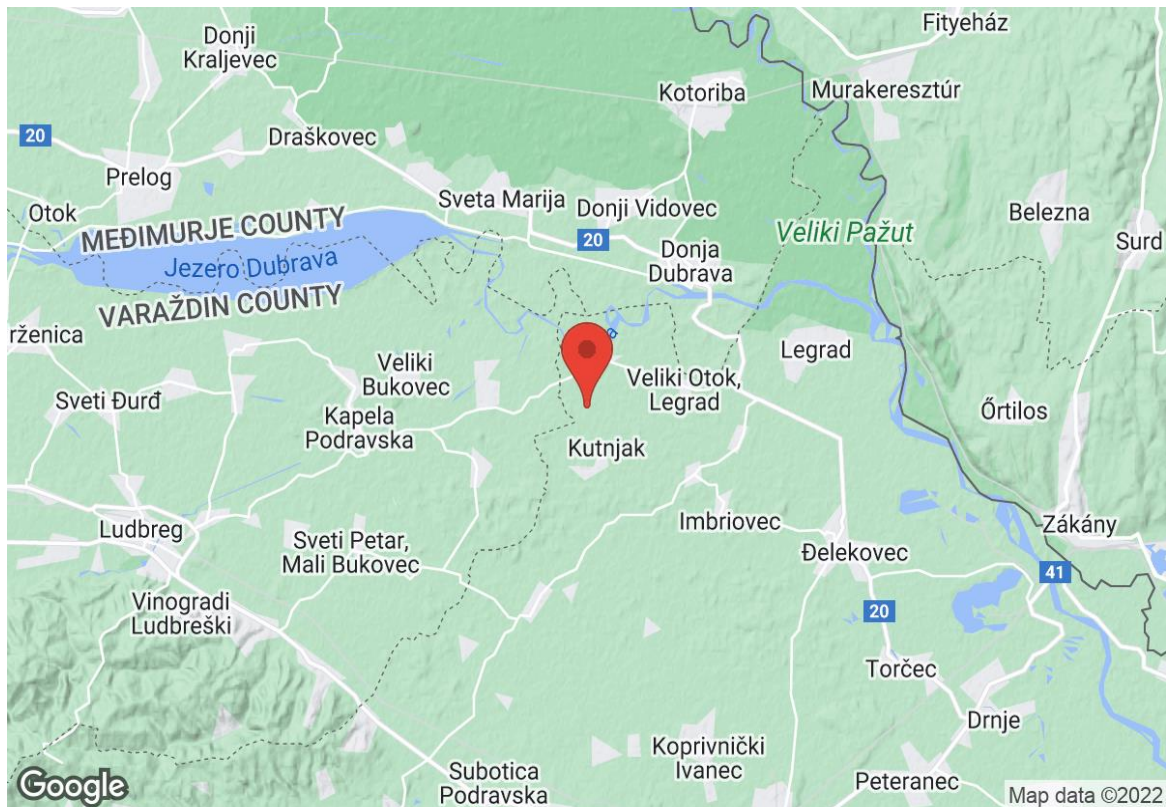 Fityeház
Donji
Kraljevec
Kotoriba
Murakeresztúr
20
Draškovec
Prelog
Sveta Marija
Donji Vidovec
Otok
MEĐIMURJE COUNTY
20
Donja
Dubrava
Veliki Pažut
Belezna
Surd
Jezero Dubrava
VARAŽDIN COUNTY
rženica
Veliki
Bukovec
Legrad
Veliki Otok,
Legrad
Sveti Đurđ
Kapela
Podravska
Őrtilos
Kutnjak
Ludbreg
Sveti Petar,
Mali Bukovec
Imbriovec
Đelekovec
Zákány
41
Vinogradi
Ludbreški
20
Torčec
Drnje
Koprivnički
Ivanec
Subotica
Podravska
Peteranec
Google
Map data ©2022